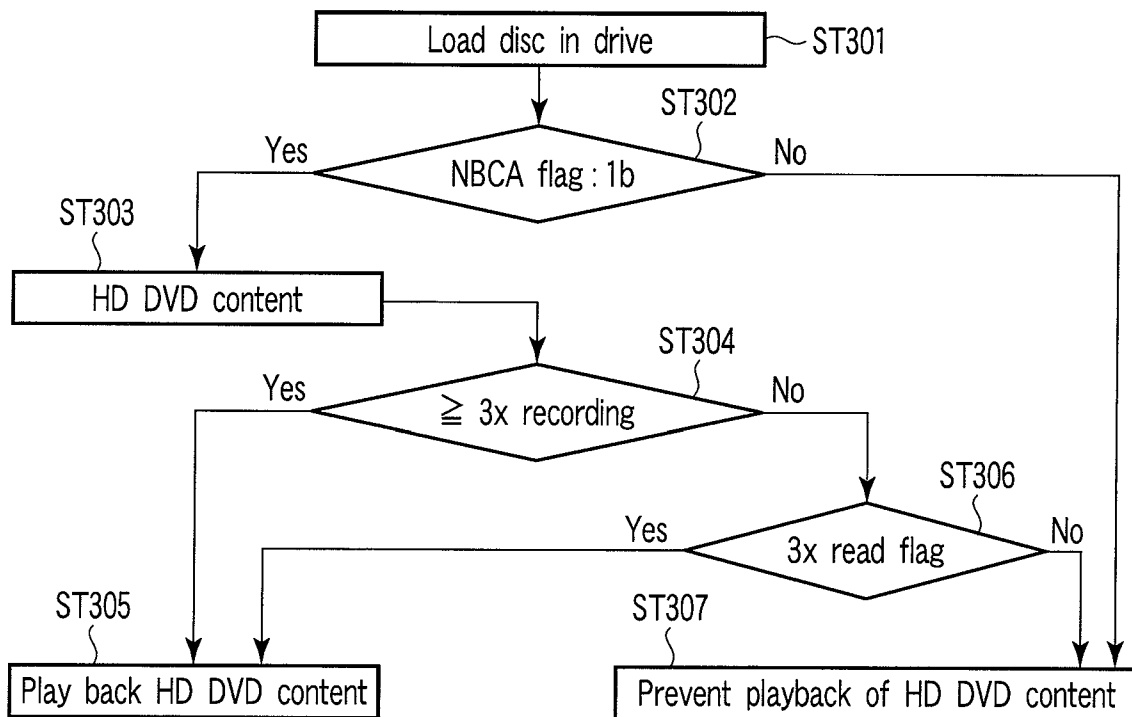 Load disc in drive
ST301
ST302
Yes
NBCA flag : 1b
No
ST303
HD DVD content
ST304
Yes
≧ 3x recording
No
ST306
Yes
3x read flag
No
ST305
Play back HD DVD content
ST307
Prevent playback of HD DVD content